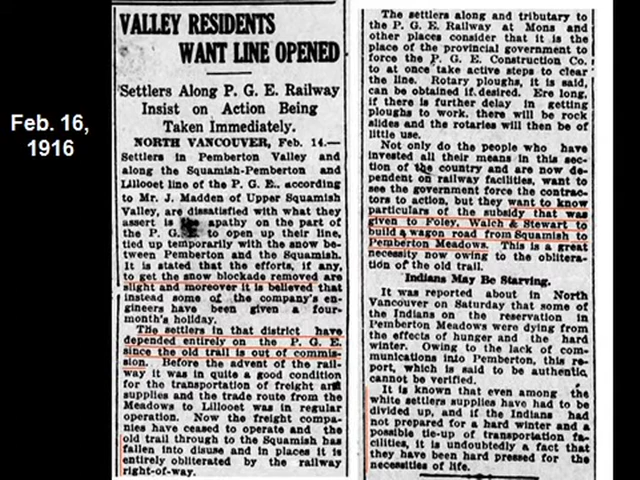 Feb. 16,
1916
VALLEY RESIDENTS
WANT LINE OPENED
Settlers Along P. G. E. Railway
Insist on Action Being
Taken Immediately.
NORTH VANCOUVER, Feb. 14.—
Settlers in Pemberton Valley and
along the Squamish-Pemberton and
Lillooet line of the P. G. E., according
to Mr. J. Madden of Upper Squamish
Valley, are dissatisfied with what they
assert is apathy on the part of
the P. G. to open up their line,
tied up temporarily with the snow be-
tween Pemberton and the Squamish.
It is stated that the efforts, if any,
to get the snow blockade removed are
slight and moreover it is believed that
instead some of the company's en-
gineers have been given a four-
month's holiday.
The settlers in that district have
depended entirely on the P. G. E.
since the old trail is out of commis-
sion. Before the advent of the rail-
way it was in quite a good condition
for the transportation of freight and
supplies and the trade route from the
Meadows to Lillooet was in regular
operation. Now the freight compa-
nies have ceased to operate and the
old trail through to the Squamish has
fallen into disuse and in places it is
entirely obliterated by the railway
right-of-way.
The settlers along and tributary to
the P. G. E. Railway at Mons and
other places consider that it is the
place of the provincial government to
force the P. G. E. Construction Co.
to at once take active steps to clear
the line. Rotary ploughs, it is said,
can be obtained if desired. Ere long,
if there is further delay in getting
ploughs to work, there will be rock
slides and the rotaries will then be of
little use.
Not only do the people who have
invested all their means in this sec-
tion of the country and are now de-
pendent on railway facilities, want to
see the government force the contrac-
tors to action, but they want to know
particulars of the subsidy that was
given to Foley, Walch & Stewart to
build a wagon road from Squamish to
Pemberton Meadows. This is a great
necessity now owing to the oblitera-
tion of the old trail.
Indians May Be Starving.
It was reported about in North
Vancouver on Saturday that some of
the Indians on the reservation in
Pemberton Meadows were dying from
the effects of hunger and the hard
winter. Owing to the lack of com-
munications into Pemberton, this re-
port, which is said to be authentic,
cannot be verified.
It is known that even among the
white settlers supplies have had to be
divided up, and if the Indians had
not prepared for a hard winter and a
possible tie-up of transportation fa-
cilities, it is undoubtedly a fact that
they have been hard pressed for the
necessities of life.